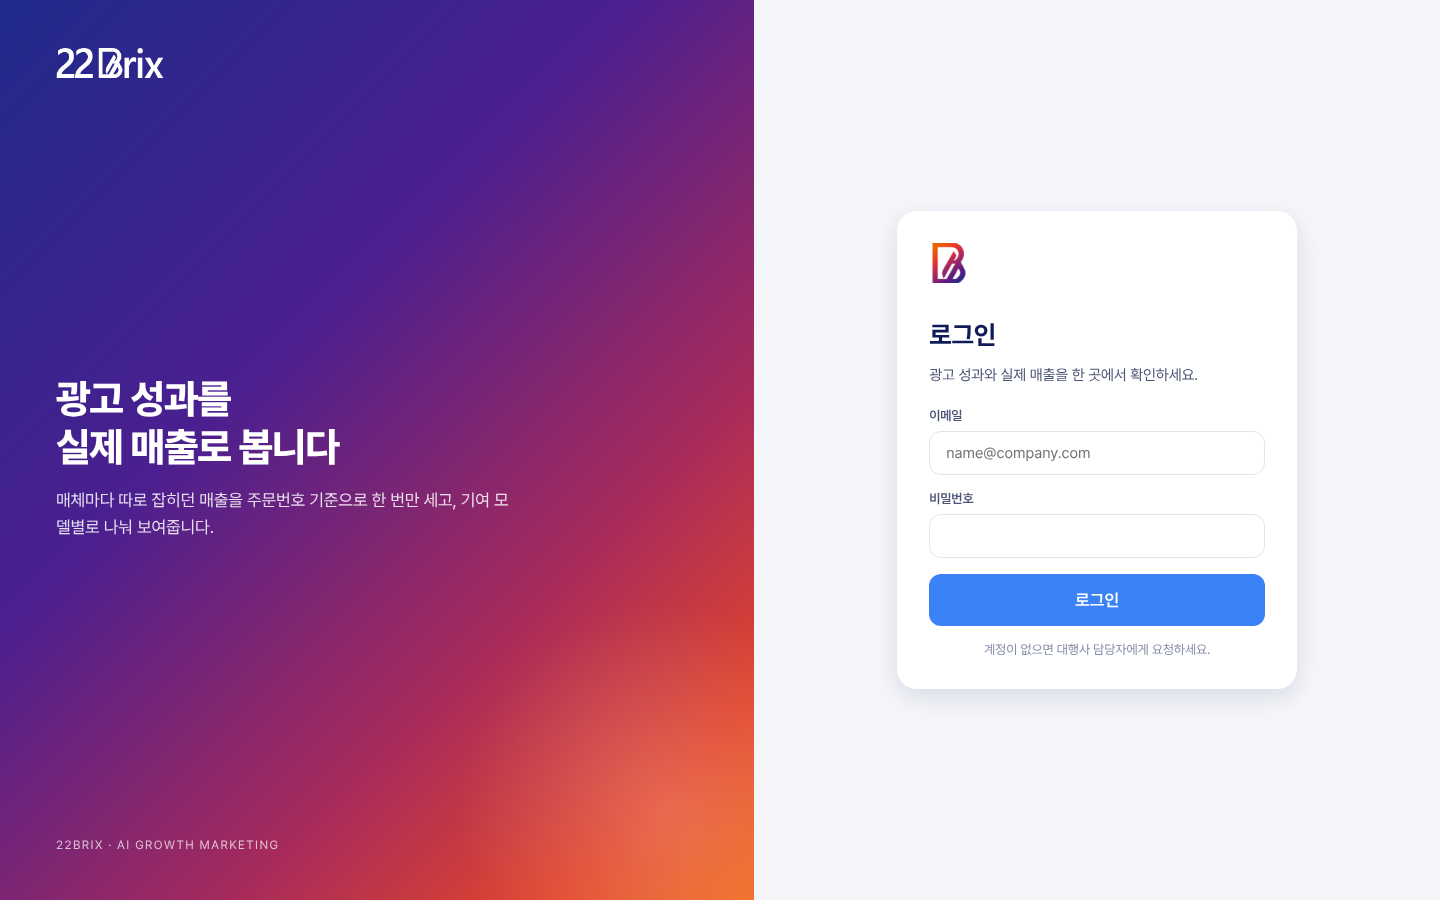 22Brix
광고 성과를
실제 매출로 봅니다
매체마다 따로 잡히던 매출을 주문번호 기준으로 한 번만 세고, 기여 모
델별로 나눠 보여줍니다.
22BRIX · AI GROWTH MARKETING
로그인
광고 성과와 실제 매출을 한 곳에서 확인하세요.
이메일
name@company.com
비밀번호
로그인
계정이 없으면 대행사 담당자에게 요청하세요.